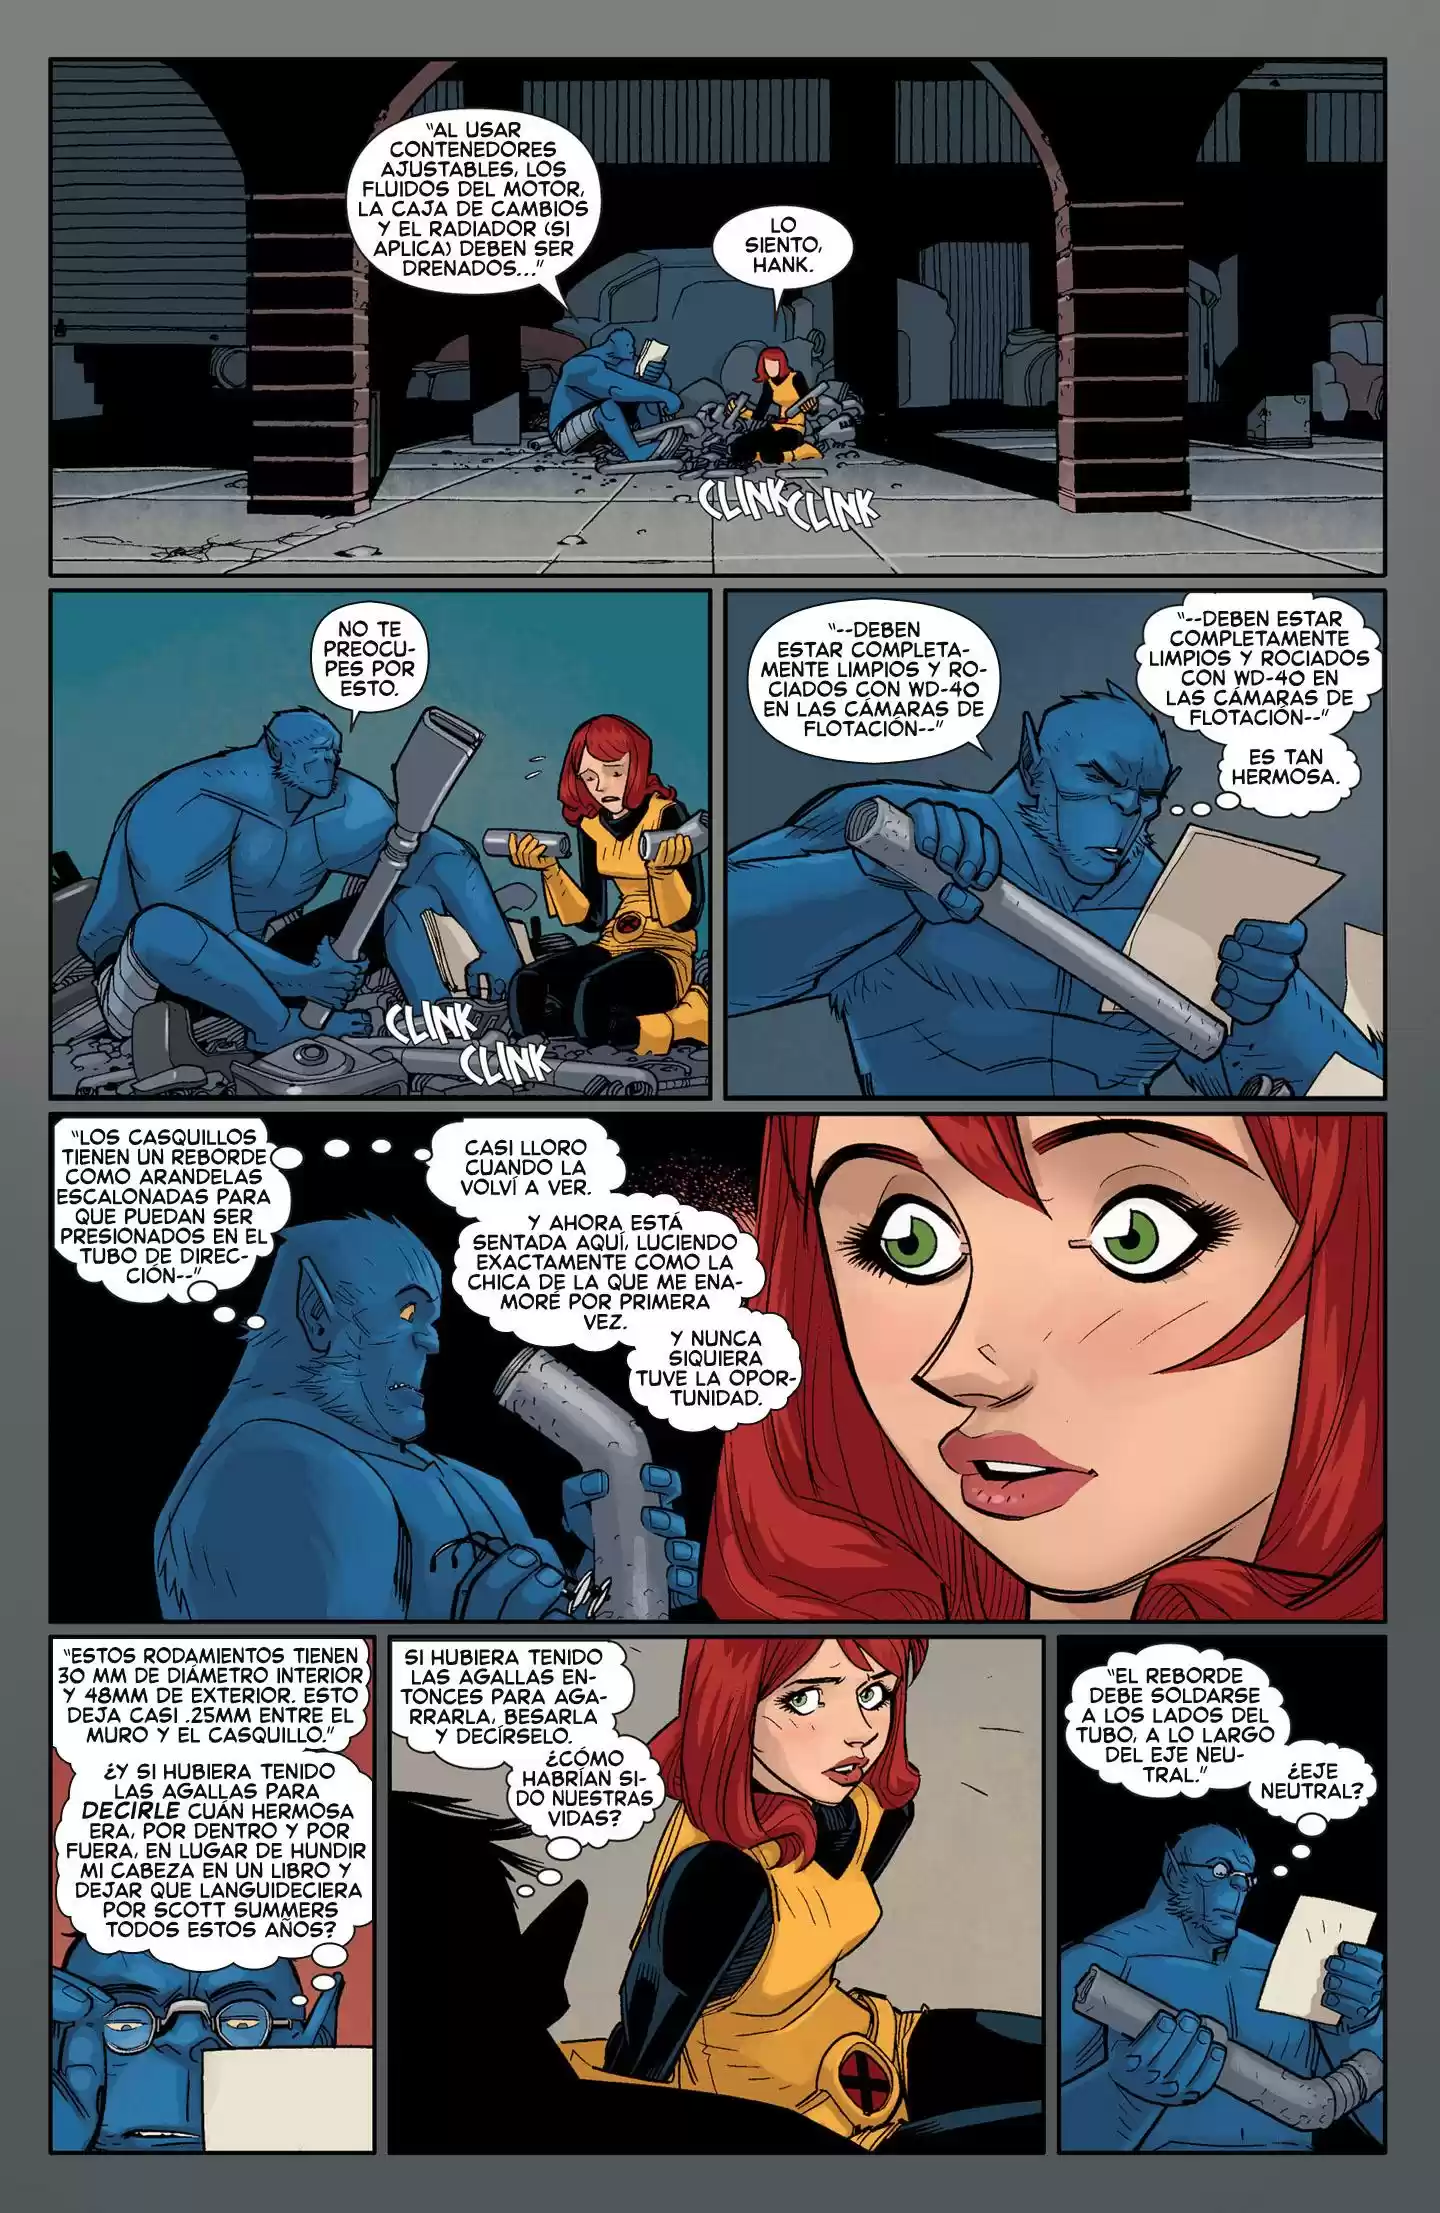 "AL USAR
CONTENEDORES
AJUSTABLES, LOS
FLUIDOS DEL MOTOR,
LA CAJA DE CAMBIOS
Y EL RADIADOR (SI
APLICA) DEBEN SER
DRENADOS..."
LO
SIENTO,
HANK.
CLINK
CLINK
NO TE
PREOCU-
PES POR
ESTO.
CLINK
CLINK
"--DEBEN
ESTAR COMPLETA-
MENTE LIMPIOS Y RO-
CIADOS CON WD-40
EN LAS CÁMARAS DE
FLOTACIÓN--"
"--DEBEN ESTAR
COMPLETAMENTE
LIMPIOS Y ROCIADOS
CON WD-40 EN
LAS CÁMARAS DE
FLOTACIÓN--"
ES TAN
HERMOSA.
"LOS CASQUILLOS
TIENEN UN REBORDE
COMO ARANDELAS
ESCALONADAS PARA
QUE PUEDAN SER
PRESIONADOS EN EL
TUBO DE DIREC-
CIÓN--"
CASI LLORO
CUANDO LA
VOLVÍ A VER.
Y AHORA ESTÁ
SENTADA AQUÍ, LUCIENDO
EXACTAMENTE COMO LA
CHICA DE LA QUE ME ENA-
MORÉ POR PRIMERA
VEZ.
Y NUNCA
SIQUIERA
TUVE LA OPOR-
TUNIDAD.
"ESTOS RODAMIENTOS TIENEN
30 MM DE DIÁMETRO INTERIOR
Y 48MM DE EXTERIOR. ESTO
DEJA CASI .25MM ENTRE EL
MURO Y EL CASQUILLO."
¿Y SI HUBIERA TENIDO
LAS AGALLAS PARA
DECIRLE CUÁN HERMOSA
ERA, POR DENTRO Y POR
FUERA, EN LUGAR DE HUNDIR
MI CABEZA EN UN LIBRO Y
DEJAR QUE LANGUIDECIERA
POR SCOTT SUMMERS
TODOS ESTOS AÑOS?
SI HUBIERA TENIDO
LAS AGALLAS EN-
TONCES PARA AGA-
RRARLA, BESARLA
Y DECÍRSELO.
¿CÓMO
HABRÍAN SI-
DO NUESTRAS
VIDAS?
"EL REBORDE
DEBE SOLDARSE
A LOS LADOS DEL
TUBO, A LO LARGO
DEL EJE NEU-
TRAL."
¿EJE
NEUTRAL?